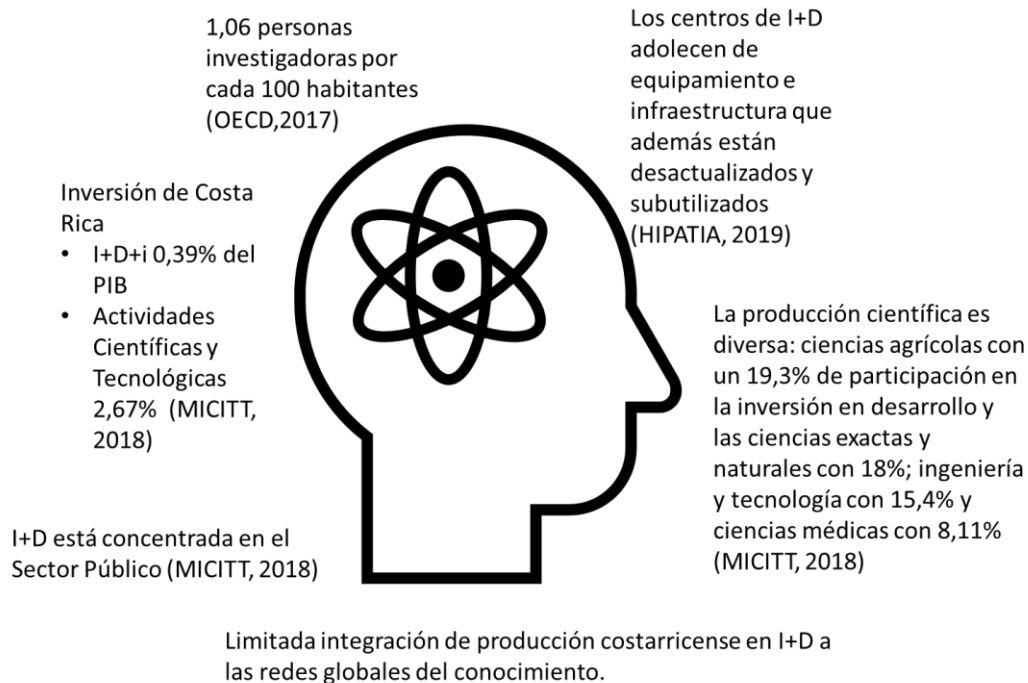 1,06 personas
investigadoras por
cada 100 habitantes
(OECD,2017)
Los centros de I+D
adolecen de
equipamiento e
infraestructura que
además están
desactualizados y
subutilizados
(HIPATIA, 2019)
Inversión de Costa
Rica
• I+D+i 0,39% del
PIB
• Actividades
Científicas y
Tecnológicas
2,67% (MICITT,
2018)
La producción científica es
diversa: ciencias agrícolas con
un 19,3% de participación en
la inversión en desarrollo y
las ciencias exactas y
naturales con 18%; ingeniería
y tecnología con 15,4% y
ciencias médicas con 8,11%
(MICITT, 2018)
I+D está concentrada en el
Sector Público (MICITT, 2018)
Limitada integración de producción costarricense en I+D a
las redes globales del conocimiento.